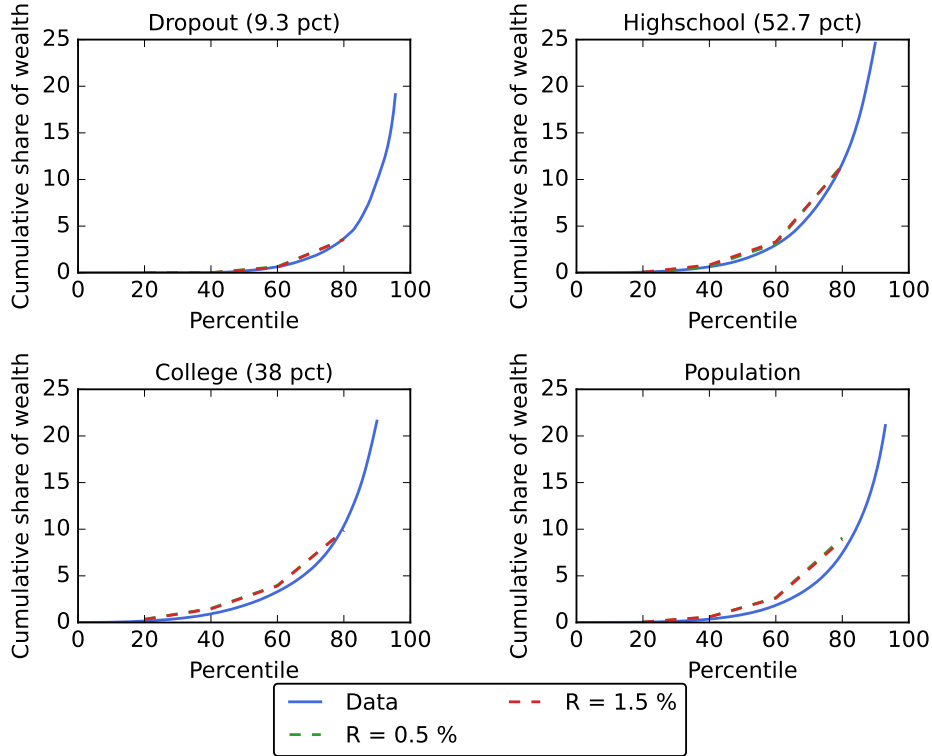 Dropout (9.3 pct)
Cumulative share of wealth
25
20
15
10
5
0
0 20 40 60 80 100
Percentile
Highschool (52.7 pct)
Cumulative share of wealth
25
20
15
10
5
0
0 20 40 60 80 100
Percentile
College (38 pct)
Cumulative share of wealth
25
20
15
10
5
0
0 20 40 60 80 100
Percentile
Population
Cumulative share of wealth
25
20
15
10
5
0
0 20 40 60 80 100
Percentile
Data
R = 0.5 %
R = 1.5 %